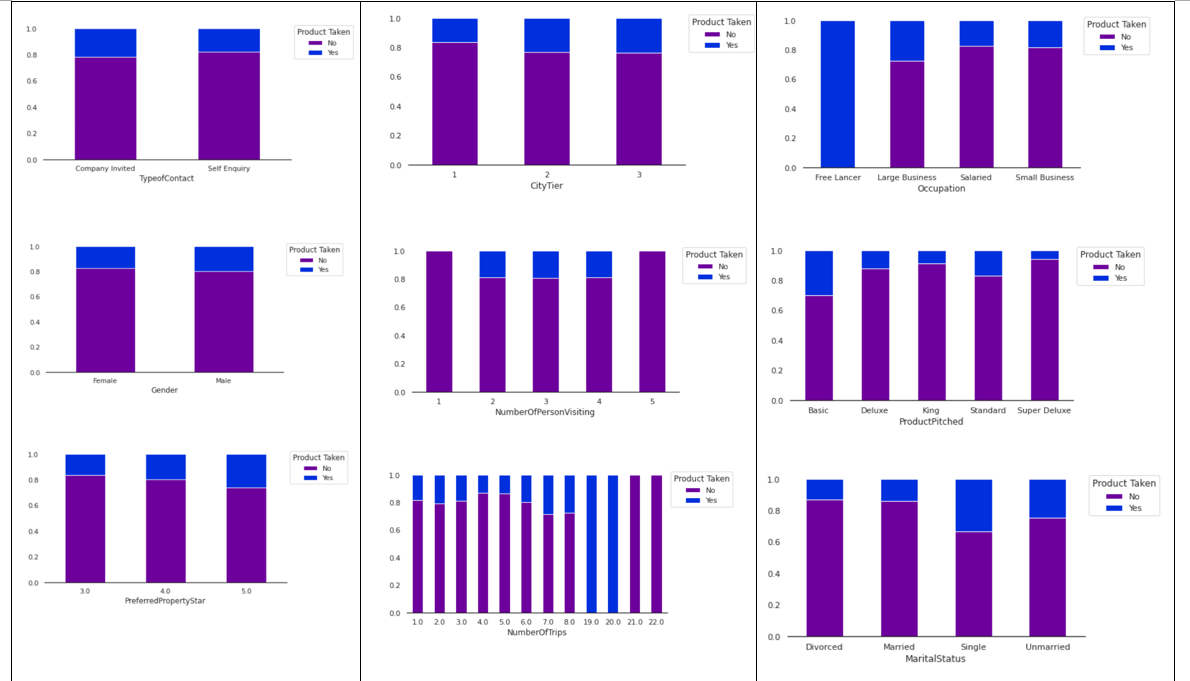 Product Taken
No
Yes
1.0
0.8
0.6
0.4
0.2
0.0
Company Invited Self Enquiry
TypeofContact
Product Taken
No
Yes
1.0
0.8
0.6
0.4
0.2
0.0
1 2 3
CityTier
Product Taken
No
Yes
1.0
0.8
0.6
0.4
0.2
0.0
Free Lancer Large Business Salaried Small Business
Occupation
Product Taken
No
Yes
1.0
0.8
0.6
0.4
0.2
0.0
Female Male
Gender
Product Taken
No
Yes
1.0
0.8
0.6
0.4
0.2
0.0
1 2 3 4 5
NumberOfPersonVisiting
Product Taken
No
Yes
1.0
0.8
0.6
0.4
0.2
0.0
Basic Deluxe King Standard Super Deluxe
ProductPitched
Product Taken
No
Yes
1.0
0.8
0.6
0.4
0.2
0.0
3.0 4.0 5.0
PreferredPropertyStar
Product Taken
No
Yes
1.0
0.8
0.6
0.4
0.2
0.0
1.0 2.0 3.0 4.0 5.0 6.0 7.0 8.0 19.0 20.0 21.0 22.0
NumberOfTrips
Product Taken
No
Yes
1.0
0.8
0.6
0.4
0.2
0.0
Divorced Married Single Unmarried
MaritalStatus